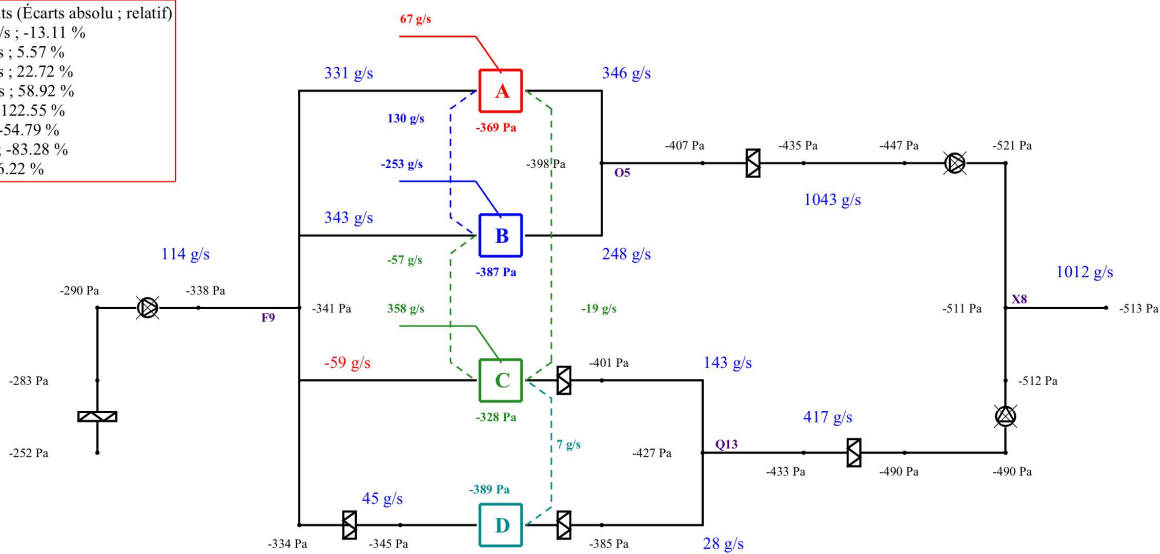 ts (Écarts absolu ; relatif)
/s ; -13.11 %
s ; 5.57 %
s ; 22.72 %
s ; 58.92 %
122.55 %
-54.79 %
; -83.28 %
6.22 %
67 g/s
331 g/s
346 g/s
A
130 g/s
-369 Pa
-253 g/s
-398 Pa
-407 Pa
-435 Pa
-447 Pa
-521 Pa
O5
1043 g/s
343 g/s
B
248 g/s
114 g/s
-57 g/s
-387 Pa
1012 g/s
-290 Pa
-338 Pa
F9
-341 Pa
358 g/s
-19 g/s
-511 Pa
X8
-513 Pa
-59 g/s
-401 Pa
143 g/s
-283 Pa
C
-512 Pa
-328 Pa
417 g/s
7 g/s
Q13
-252 Pa
-427 Pa
-433 Pa
-490 Pa
-490 Pa
45 g/s
-389 Pa
D
-334 Pa
-345 Pa
-385 Pa
28 g/s